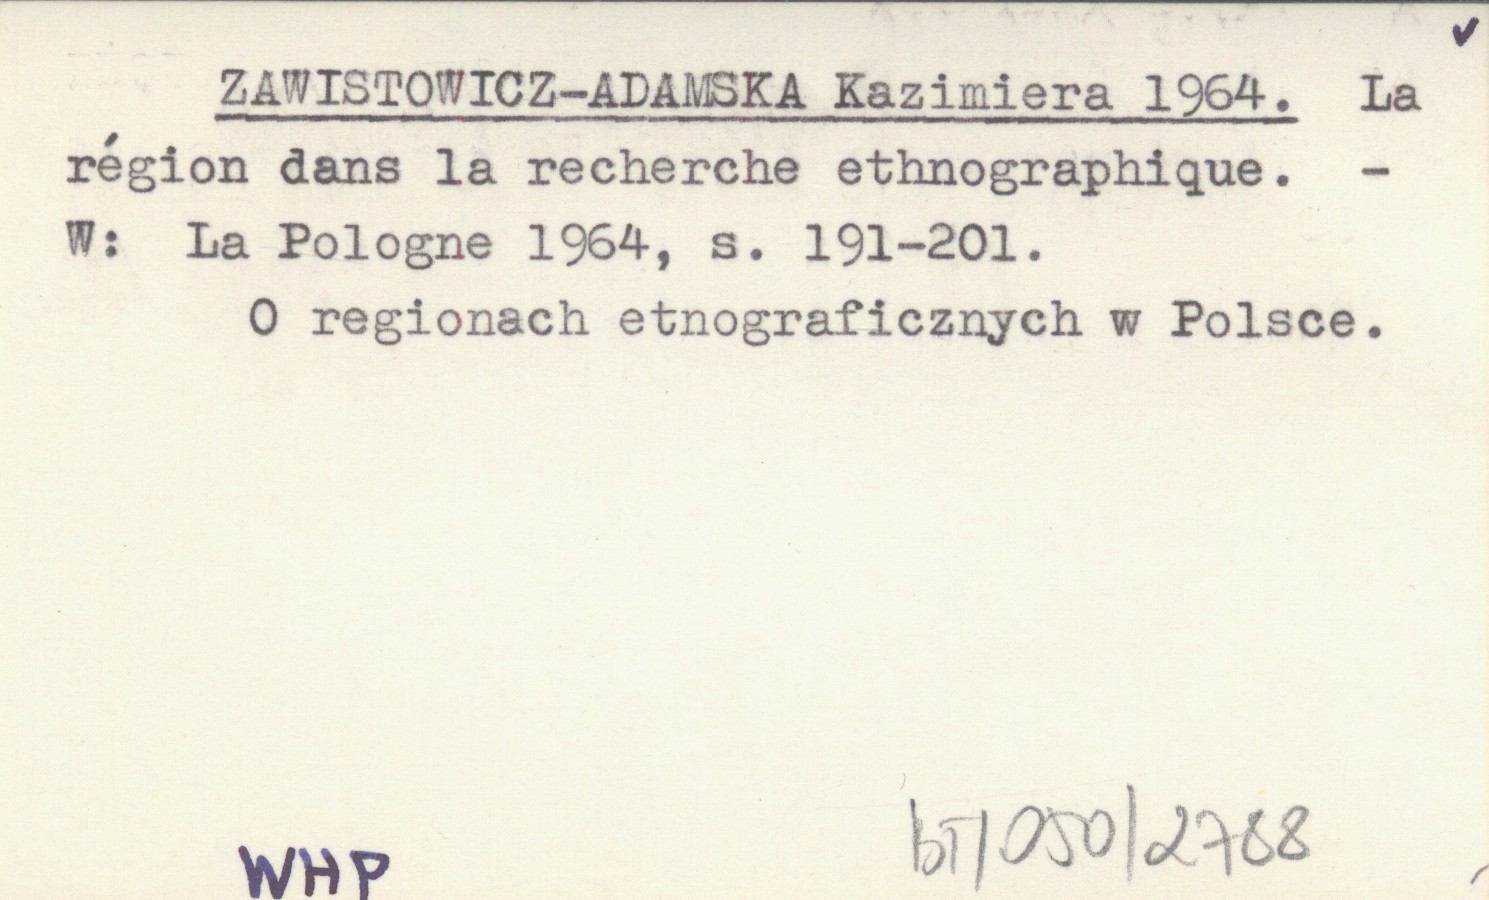 ZAWISTOWICZ-ADAMSKA Kazimiera 1964. La
région dans la recherche ethnographique. -
W: La Pologne 1964, s. 191-201.
O regionach etnograficznych w Polsce.
WHP
bT/050/2788